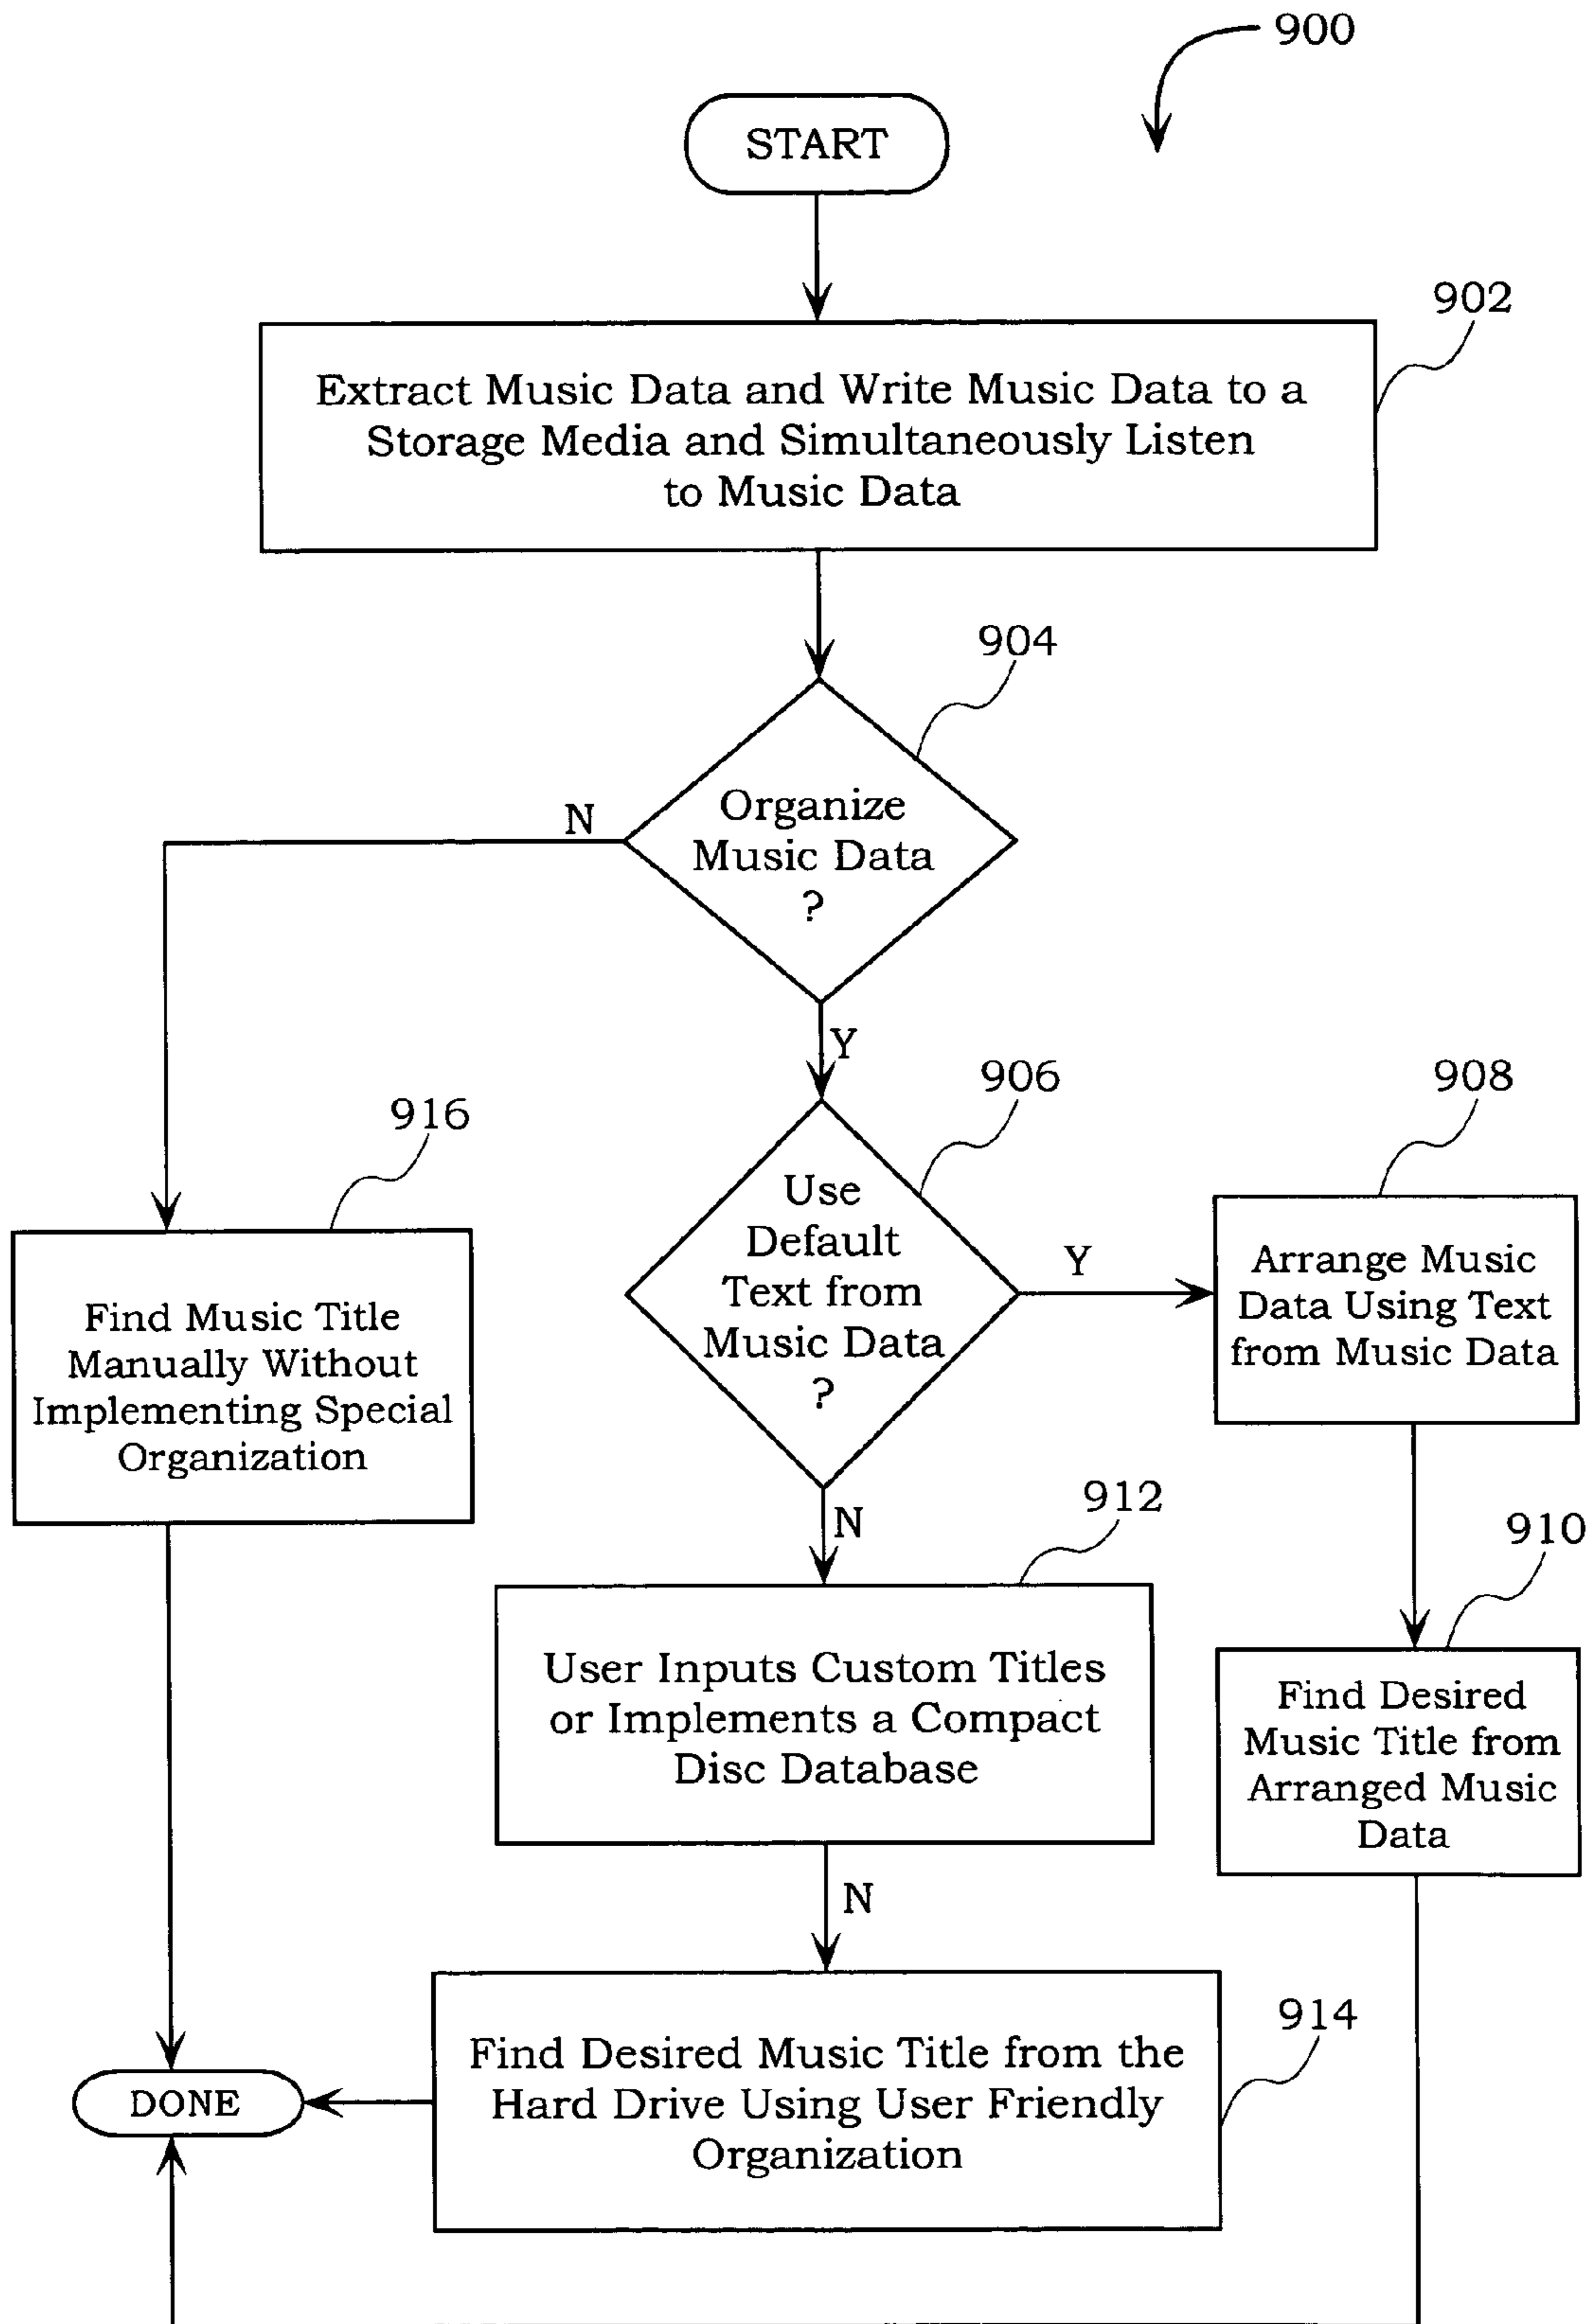 900
START
902
Extract Music Data and Write Music Data to a
Storage Media and Simultaneously Listen
to Music Data
904
N
Organize
Music Data
?
Y
906
908
916
Use
Default
Text from
Music Data
?
Y
Arrange Music
Data Using Text
from Music Data
Find Music Title
Manually Without
Implementing Special
Organization
N
912
910
User Inputs Custom Titles
or Implements a Compact
Disc Database
Find Desired
Music Title from
Arranged Music
Data
N
914
Find Desired Music Title from the
Hard Drive Using User Friendly
Organization
DONE